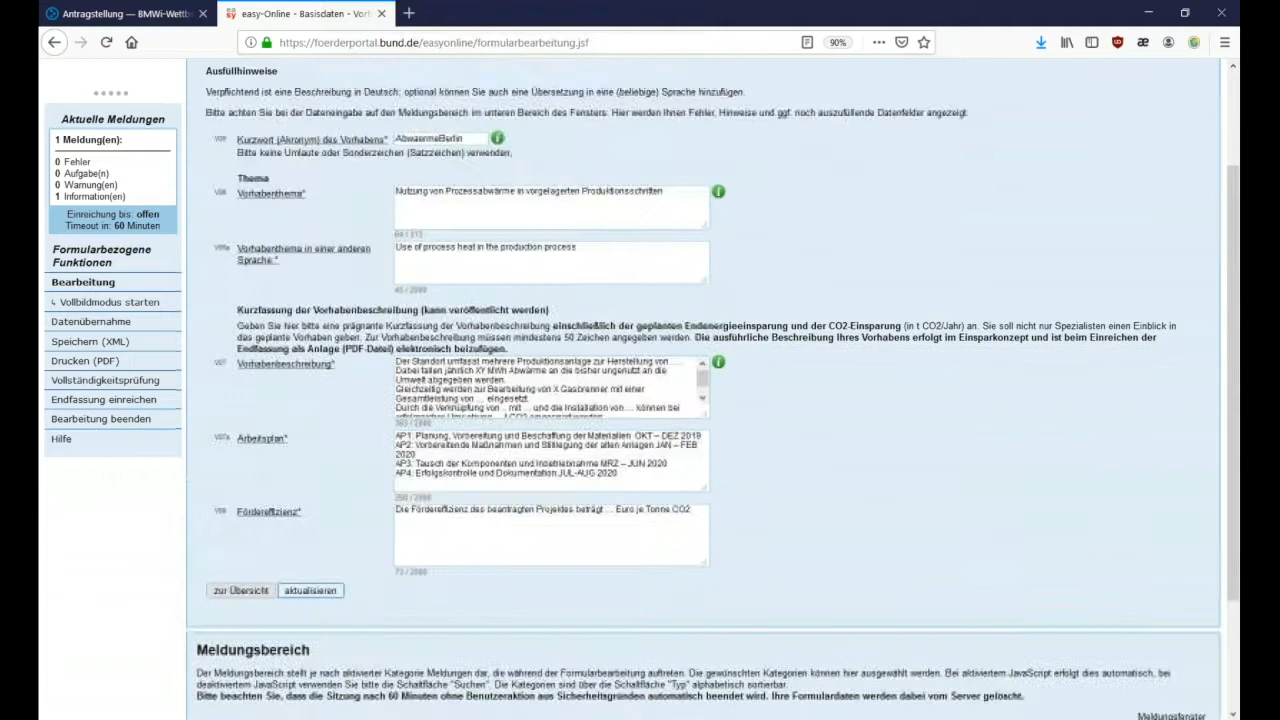 Antragstellung — BMWi-Wettb
easy-Online - Basisdaten - Vorh
https://foerderportal.bund.de/easyonline/formularbearbeitung.jsf
90%
Aktuelle Meldungen
1 Meldung(en):
0 Fehler
0 Aufgabe(n)
0 Warnung(en)
1 Information(en)
Einreichung bis: offen
Timeout in: 60 Minuten
Formularbezogene
Funktionen
Bearbeitung
↳ Vollbildmodus starten
Datenübernahme
Speichern (XML)
Drucken (PDF)
Vollständigkeitsprüfung
Endfassung einreichen
Bearbeitung beenden
Hilfe
Ausfüllhinweise
Verpflichtend ist eine Beschreibung in Deutsch; optional können Sie auch eine Übersetzung in eine (beliebige) Sprache hinzufügen.
Bitte achten Sie bei der Dateneingabe auf den Meldungsbereich im unteren Bereich des Fensters: Hier werden Ihnen Fehler, Hinweise und ggf. noch auszufüllende Datenfelder angezeigt.
Kurzwort (Akronym) des Vorhabens* AbwaermeBerlin
Bitte keine Umlaute oder Sonderzeichen (Satzzeichen) verwenden.
Thema
Vorhabenthema* Nutzung von Prozessabwärme in vorgelagerten Produktionsschritten
Vorhabenthema in einer anderen Sprache:* Use of process heat in the production process
Kurzfassung der Vorhabenbeschreibung (kann veröffentlicht werden)
Geben Sie hier bitte eine prägnante Kurzfassung der Vorhabenbeschreibung einschließlich der geplanten Endenergieeinsparung und der CO2-Einsparung (in t CO2/Jahr) an. Sie soll nicht nur Spezialisten einen Einblick in
das geplante Vorhaben geben. Zur Vorhabenbeschreibung müssen mindestens 50 Zeichen angegeben werden. Die ausführliche Beschreibung Ihres Vorhabens erfolgt im Einsparkonzept und ist beim Einreichen der
Endfassung als Anlage (PDF-Datei) elektronisch beizufügen.
Vorhabenbeschreibung*
Der Standort umfasst mehrere Produktionsanlage zur Herstellung von ...
Dabei fallen jährlich XY MWh Abwärme an die bisher ungenutzt an die
Umwelt abgegeben werden.
Gleichzeitig werden zur Bearbeitung von X Gasbrenner mit einer
Gesamtleistung von ... eingesetzt.
Durch die Verknüpfung von .. mit ... und die Installation von ... können bei
Arbeitsplan*
AP1: Planung, Vorbereitung und Beschaffung der Materialien OKT – DEZ 2019
AP2: Vorbereitende Maßnahmen und Stilllegung der alten Anlagen JAN – FEB
2020
AP3: Tausch der Komponenten und Inbetriebnahme MRZ – JUN 2020
AP4: Erfolgskontrolle und Dokumentation JUL-AUG 2020
Fördereffizienz* Die Fördereffizienz des beantragten Projektes beträgt ... Euro je Tonne CO2
73 / 2000
zur Übersicht
aktualisieren
Meldungsbereich
Der Meldungsbereich stellt je nach aktivierter Kategorie Meldungen dar, die während der Formularbearbeitung auftreten. Die gewünschten Kategorien können hier ausgewählt werden. Bei aktiviertem JavaScript erfolgt dies automatisch, bei
deaktiviertem JavaScript verwenden Sie bitte die Schaltfläche "Suchen". Die Kategorien sind über die Schaltfläche "Typ" alphabetisch sortierbar.
Bitte beachten Sie, dass die Sitzung nach 60 Minuten ohne Benutzeraktion aus Sicherheitsgründen automatisch beendet wird. Ihre Formulardaten werden dabei vom Server gelöscht.
Meldungsfenster